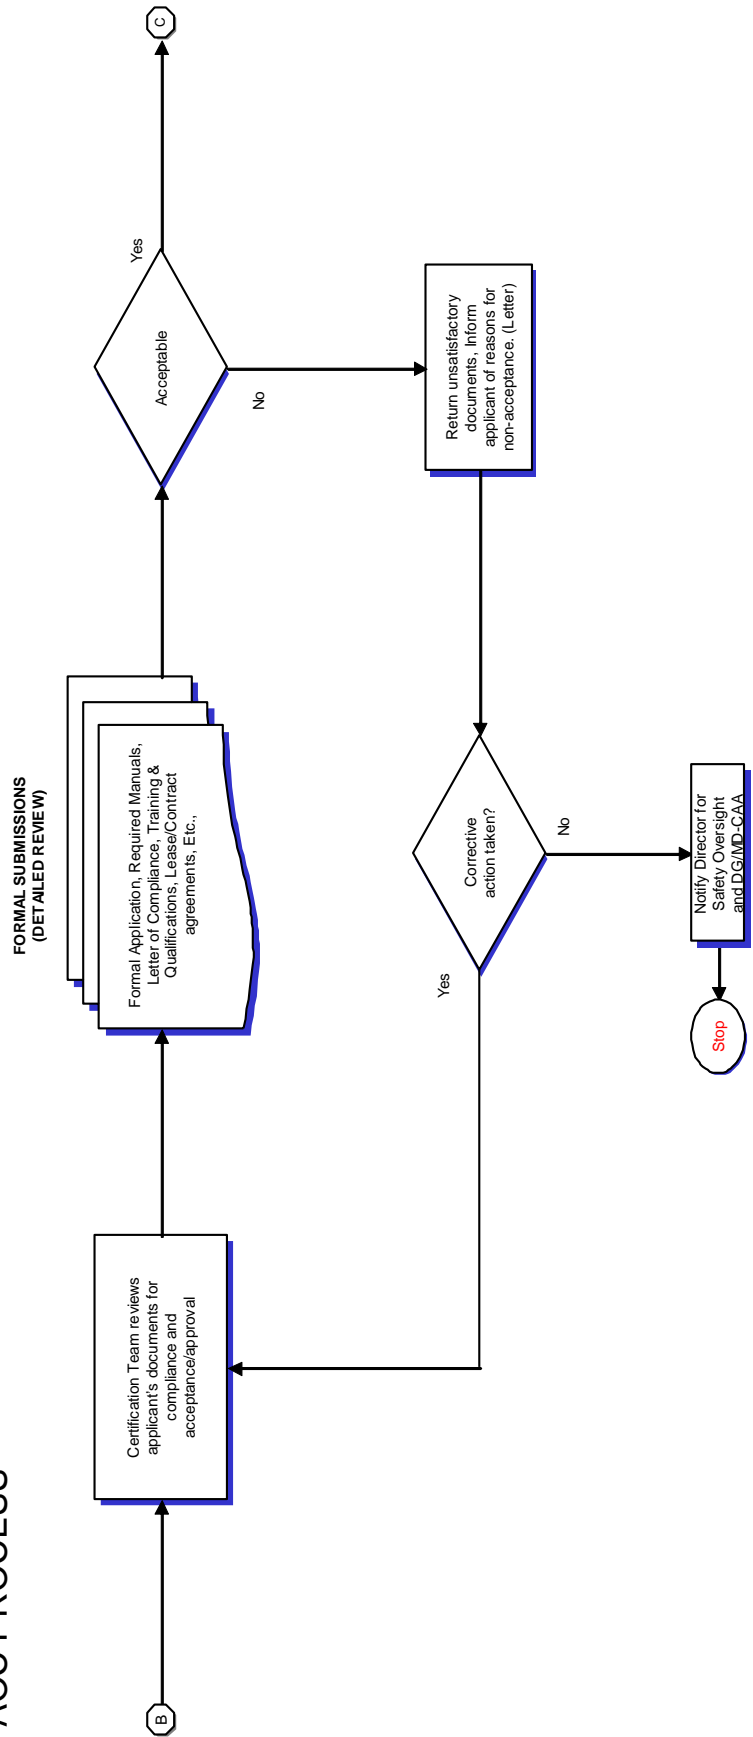 AOC PROCESS
FORMAL SUBMISSIONS
(DETAILED REVIEW)
B
Certification Team reviews
applicant's documents for
compliance and
acceptance/approval
Formal Application, Required Manuals,
Letter of Compliance, Training &
Qualifications, Lease/Contract
agreements, Etc.,
Acceptable
Yes
C
No
Return unsatisfactory
documents, Inform
applicant of reasons for
non-acceptance. (Letter)
Corrective
action taken?
Yes
No
Notify Director for
Safety Oversight
and DG/MD-CAA
Stop